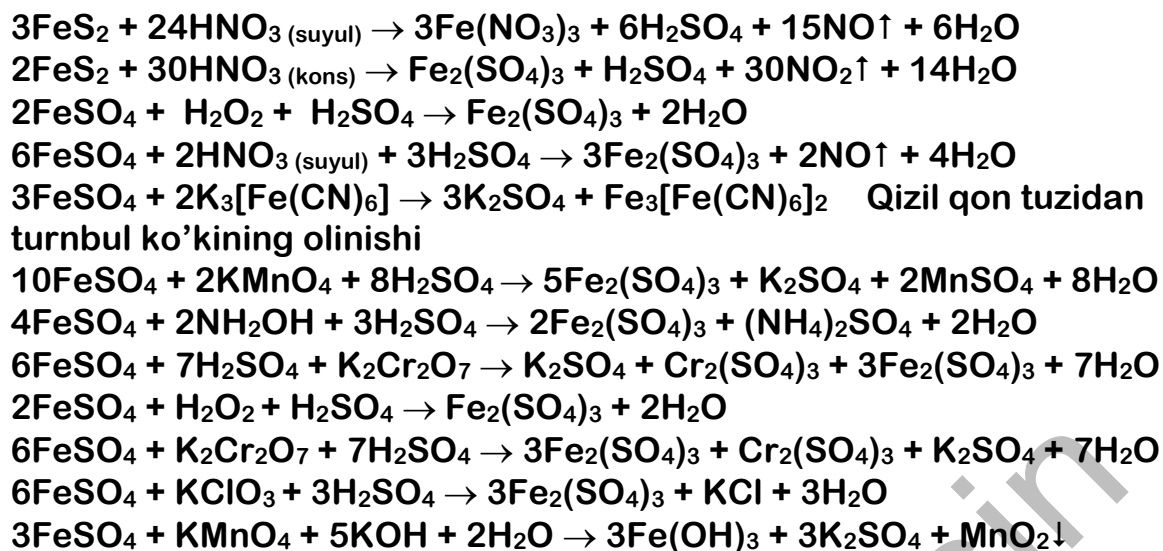 3FeS₂ + 24HNO₃ (suyul) → 3Fe(NO₃)₃ + 6H₂SO₄ + 15NO↑ + 6H₂O
2FeS₂ + 30HNO₃ (kons) → Fe₂(SO₄)₃ + H₂SO₄ + 30NO₂↑ + 14H₂O
2FeSO₄ + H₂O₂ + H₂SO₄ → Fe₂(SO₄)₃ + 2H₂O
6FeSO₄ + 2HNO₃ (suyul) + 3H₂SO₄ → 3Fe₂(SO₄)₃ + 2NO↑ + 4H₂O
3FeSO₄ + 2K₃[Fe(CN)₆] → 3K₂SO₄ + Fe₃[Fe(CN)₆]₂ Qizil qon tuzidan
turnbul ko’kining olinishi
10FeSO₄ + 2KMnO₄ + 8H₂SO₄ → 5Fe₂(SO₄)₃ + K₂SO₄ + 2MnSO₄ + 8H₂O
4FeSO₄ + 2NH₂OH + 3H₂SO₄ → 2Fe₂(SO₄)₃ + (NH₄)₂SO₄ + 2H₂O
6FeSO₄ + 7H₂SO₄ + K₂Cr₂O₇ → K₂SO₄ + Cr₂(SO₄)₃ + 3Fe₂(SO₄)₃ + 7H₂O
2FeSO₄ + H₂O₂ + H₂SO₄ → Fe₂(SO₄)₃ + 2H₂O
6FeSO₄ + K₂Cr₂O₇ + 7H₂SO₄ → 3Fe₂(SO₄)₃ + Cr₂(SO₄)₃ + K₂SO₄ + 7H₂O
6FeSO₄ + KClO₃ + 3H₂SO₄ → 3Fe₂(SO₄)₃ + KCl + 3H₂O
3FeSO₄ + KMnO₄ + 5KOH + 2H₂O → 3Fe(OH)₃ + 3K₂SO₄ + MnO₂↓